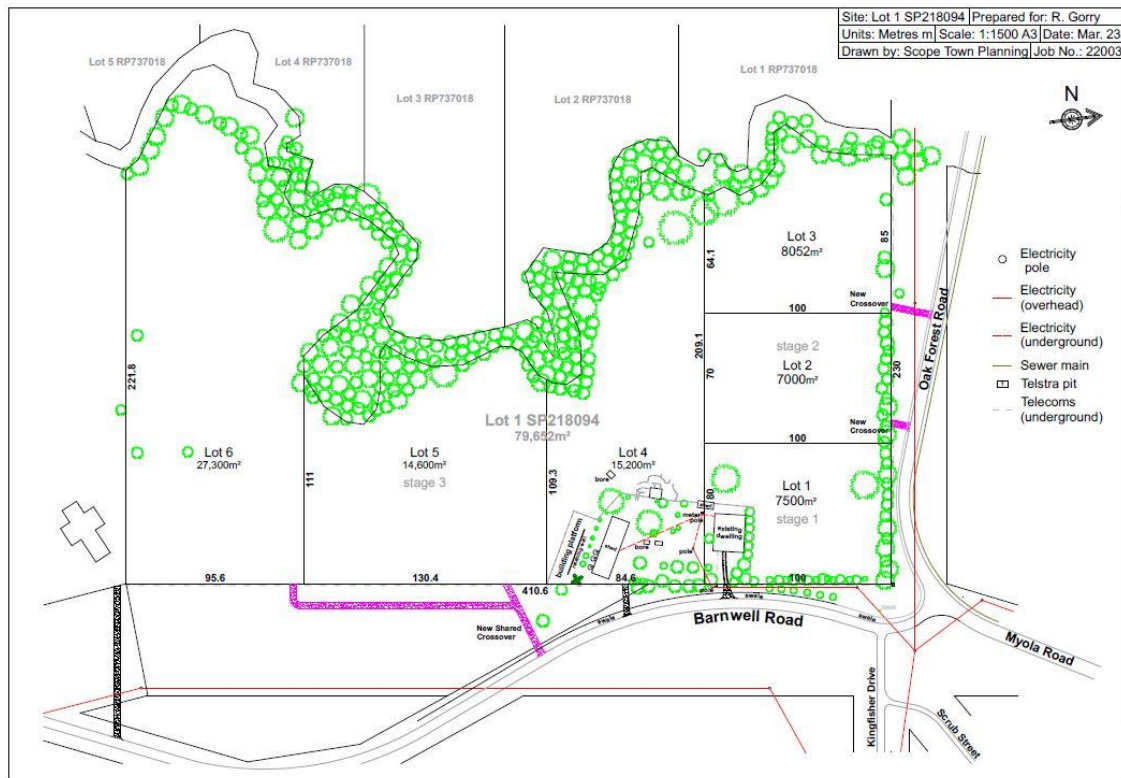 Site: Lot 1 SP218094 Prepared for: R. Gorry
Units: Metres m Scale: 1:1500 A3 Date: Mar. 23
Drawn by: Scope Town Planning Job No.: 22003
Lot 5 RP737018
Lot 4 RP737018
Lot 3 RP737018
Lot 2 RP737018
Lot 1 RP737018
N
Lot 3
8052m²
85
64.1
New
Crossover
100
Oak Forest Road
Electricity
pole
Electricity
(overhead)
Electricity
(underground)
Sewer main
Telstra pit
Telecoms
(underground)
stage 2
Lot 2
7000m²
209.1
70
230
221.8
New
Crossover
100
Lot 1 SP218094
79,652m²
Lot 6
27,300m²
Lot 5
14,600m²
stage 3
111
109.3
Lot 4
15,200m²
bore
80
Lot 1
7500m²
stage 1
meter
pole
existing
dwelling
building platform
shed
bore
pole
95.6
130.4
410.6
84.6
100
pole
swale
swale
swale
New Shared
Crossover
Barnwell Road
Myola Road
Kingfisher Drive
Scrub Street